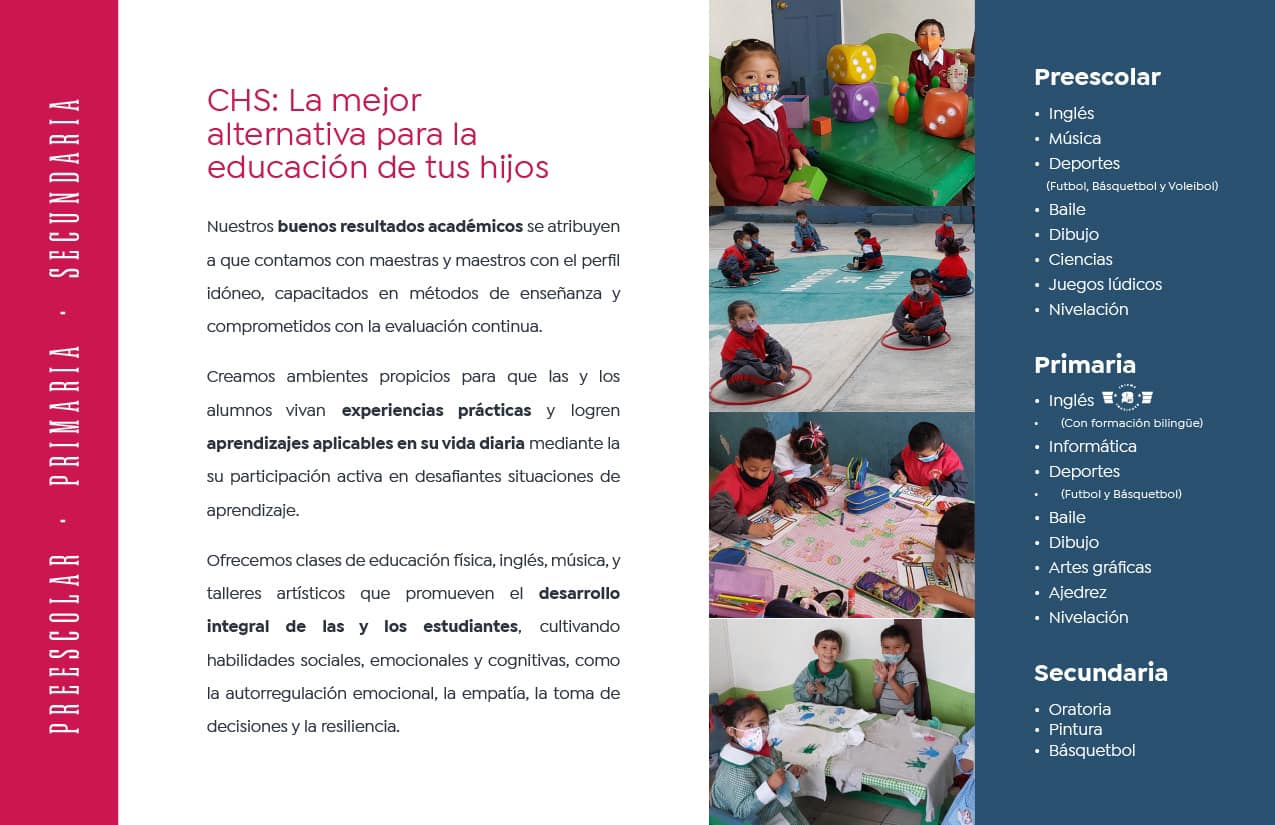 PREESCOLAR · PRIMARIA · SECUNDARIA
CHS: La mejor
alternativa para la
educación de tus hijos
Nuestros buenos resultados académicos se atribuyen
a que contamos con maestras y maestros con el perfil
idóneo, capacitados en métodos de enseñanza y
comprometidos con la evaluación continua.
Creamos ambientes propicios para que las y los
alumnos vivan experiencias prácticas y logren
aprendizajes aplicables en su vida diaria mediante la
su participación activa en desafiantes situaciones de
aprendizaje.
Ofrecemos clases de educación física, inglés, música, y
talleres artísticos que promueven el desarrollo
integral de las y los estudiantes, cultivando
habilidades sociales, emocionales y cognitivas, como
la autorregulación emocional, la empatía, la toma de
decisiones y la resiliencia.
PUNTO
DE
REUNIÓN
Preescolar
• Inglés
• Música
• Deportes
(Futbol, Básquetbol y Voleibol)
• Baile
• Dibujo
• Ciencias
• Juegos lúdicos
• Nivelación
Primaria
• Inglés
• (Con formación bilingüe)
• Informática
• Deportes
• (Futbol y Básquetbol)
• Baile
• Dibujo
• Artes gráficas
• Ajedrez
• Nivelación
Secundaria
• Oratoria
• Pintura
• Básquetbol